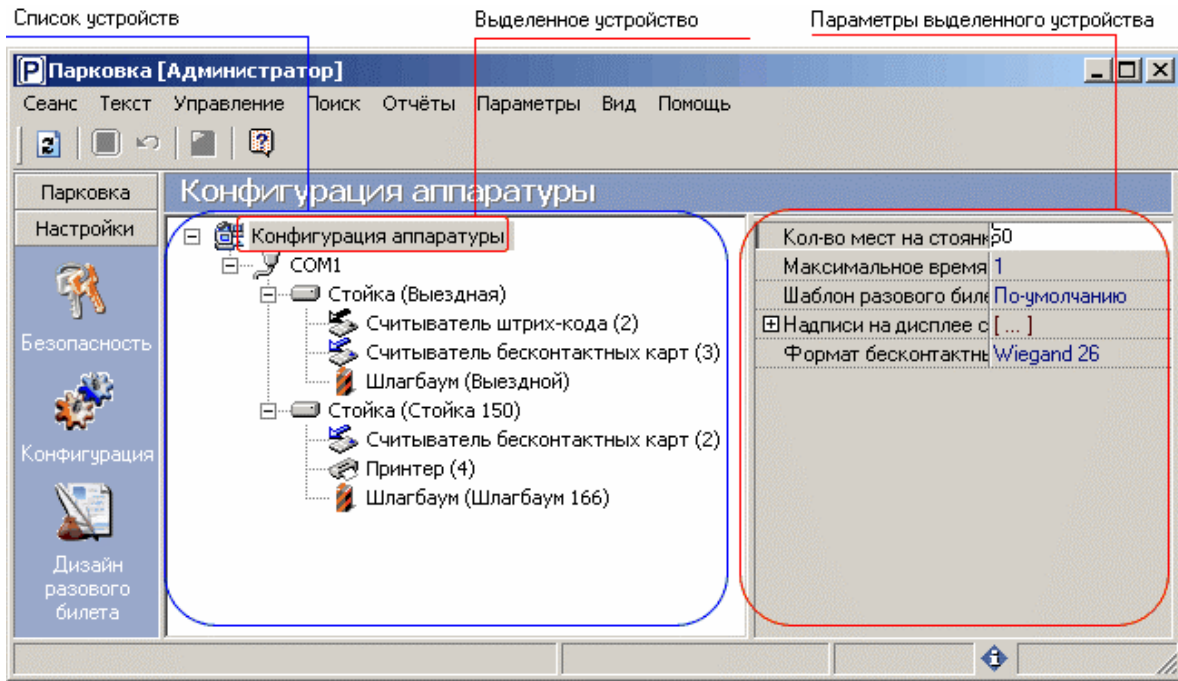 Список устройств
Выделенное устройство
Параметры выделенного устройства
Парковка [Администратор]
Сеанс Текст Управление Поиск Отчёты Параметры Вид Помощь
Парковка
Настройки
Безопасность
Конфигурация
Дизайн
разового
билета
Конфигурация аппаратуры
Конфигурация аппаратуры
COM1
Стойка (Выездная)
Считыватель штрих-кода (2)
Считыватель бесконтактных карт (3)
Шлагбаум (Выездной)
Стойка (Стойка 150)
Считыватель бесконтактных карт (2)
Принтер (4)
Шлагбаум (Шлагбаум 166)
Кол-во мест на стоянк 50
Максимальное время 1
Шаблон разового биле По-умолчанию
Надписи на дисплее с [ ... ]
Формат бесконтактнь Wiegand 26